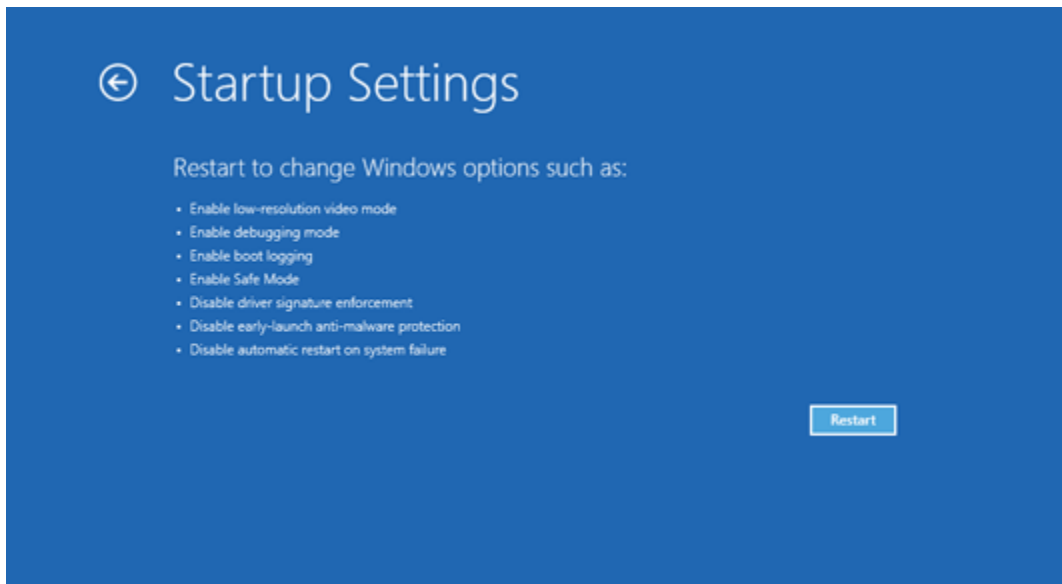 Startup Settings
Restart to change Windows options such as:
• Enable low-resolution video mode
• Enable debugging mode
• Enable boot logging
• Enable Safe Mode
• Disable driver signature enforcement
• Disable early-launch anti-malware protection
• Disable automatic restart on system failure
Restart